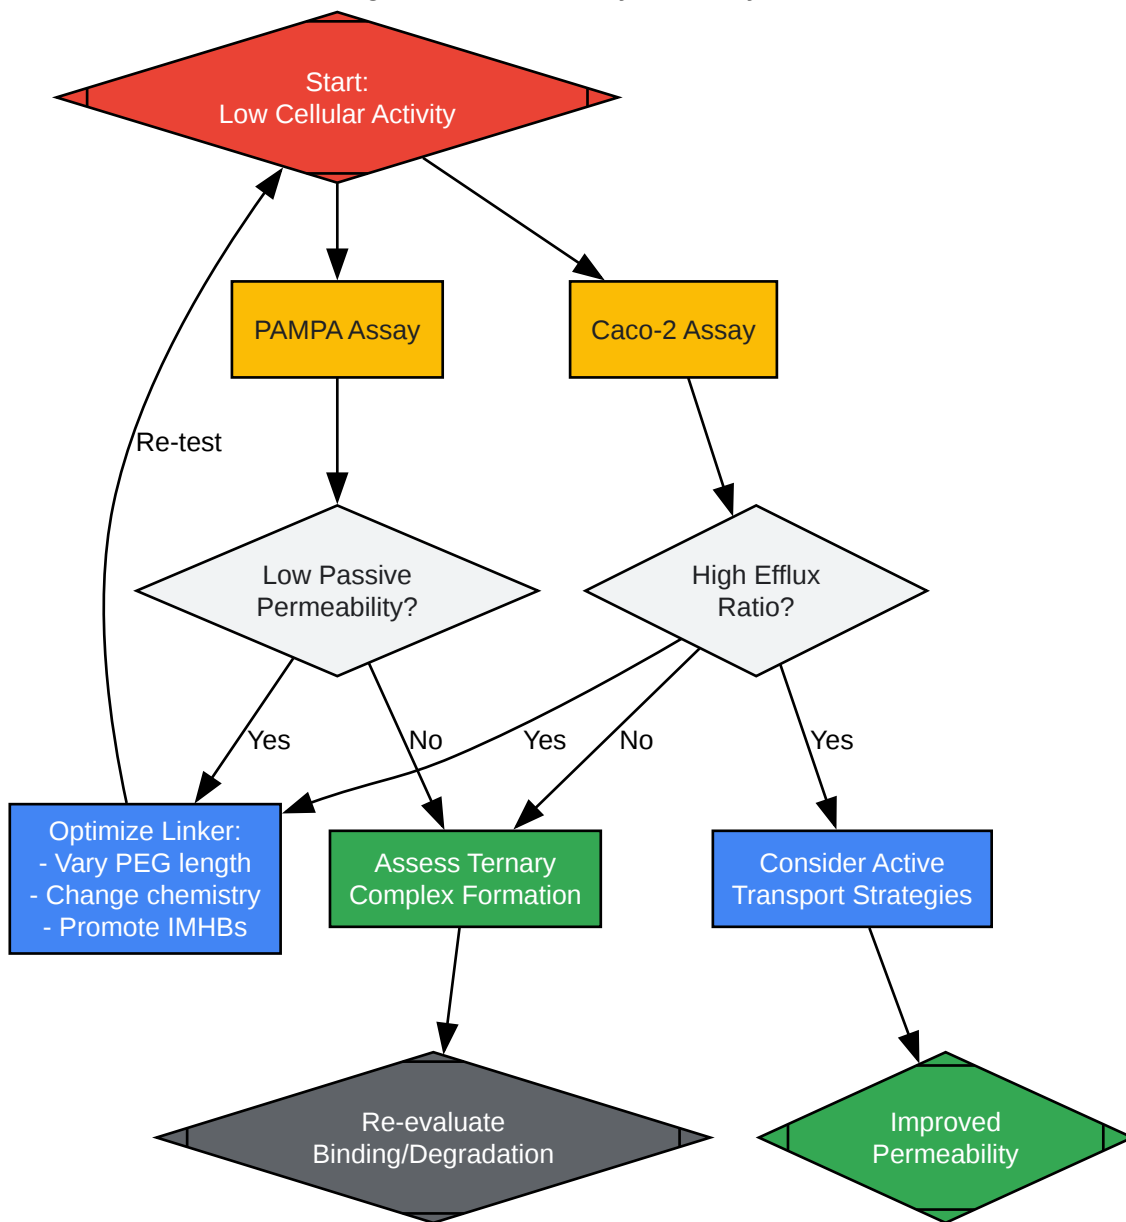 Start:
Low Cellular Activity
PAMPA Assay
Caco-2 Assay
Re-test
Low Passive
Permeability?
High Efflux
Ratio?
Yes
No
Yes
No
Yes
Optimize Linker:
- Vary PEG length
- Change chemistry
- Promote IMHBs
Assess Ternary
Complex Formation
Consider Active
Transport Strategies
Re-evaluate
Binding/Degradation
Improved
Permeability